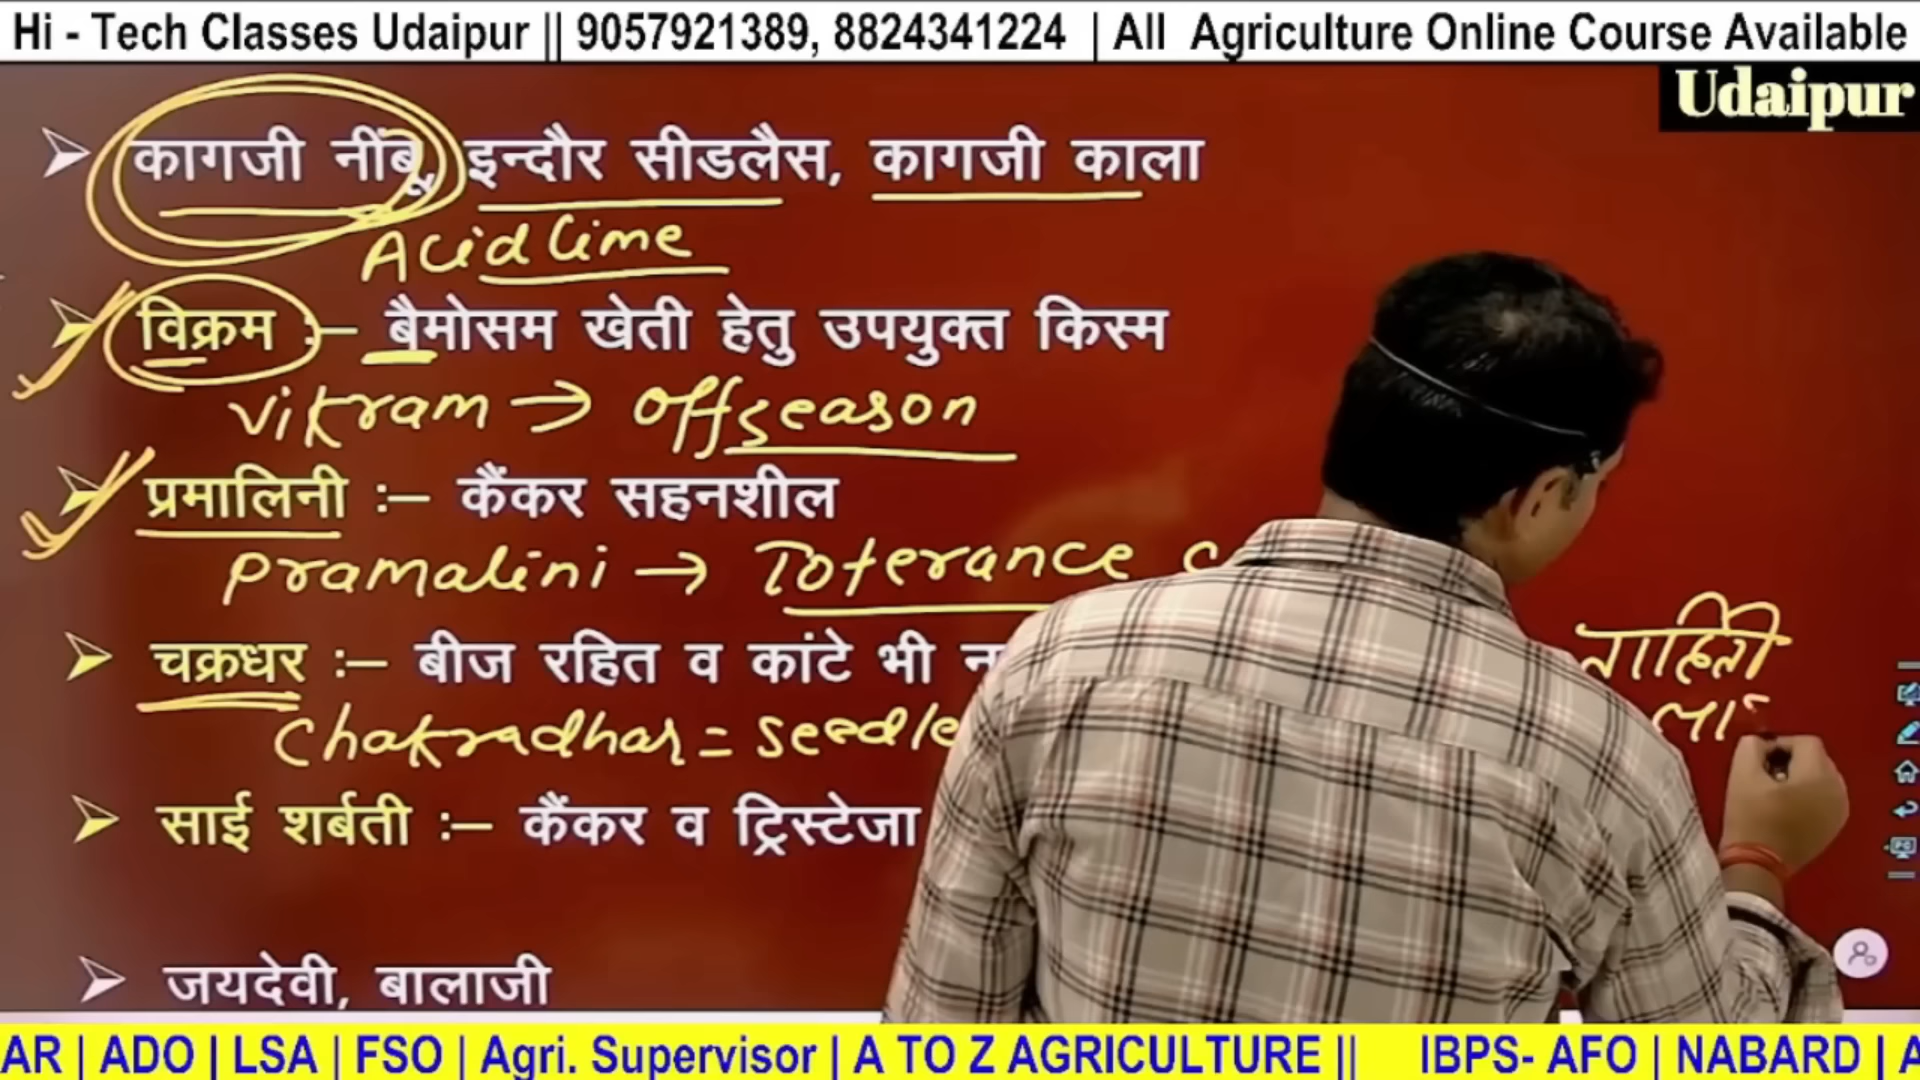 Hi - Tech Classes Udaipur || 9057921389, 8824341224 | All Agriculture Online Course Available
Udaipur
कागजी नींबू, इन्दौर सीडलैस, कागजी काला
Acid Lime
विक्रम :– बैमोसम खेती हेतु उपयुक्त किस्म
Vikram → Offseason
प्रमालिनी :– कैंकर सहनशील
Pramalini →
चक्रधर :– बीज रहित व कांटे भी
Chakradhar = Seedle
साई शर्बती :– कैंकर व ट्रिस्टेजा
जयदेवी, बालाजी
AR | ADO | LSA | FSO | Agri. Supervisor | A TO Z AGRICULTURE || IBPS- AFO | NABARD | A